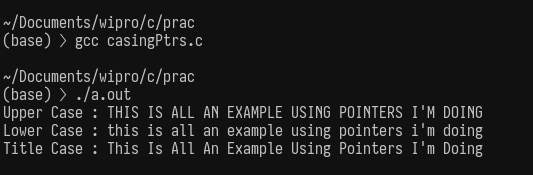 ~/Documents/wipro/c/prac
(base) > gcc casingPtrs.c
~/Documents/wipro/c/prac
(base) > ./a.out
Upper Case : THIS IS ALL AN EXAMPLE USING POINTERS I'M DOING
Lower Case : this is all an example using pointers i'm doing
Title Case : This Is All An Example Using Pointers I'm Doing